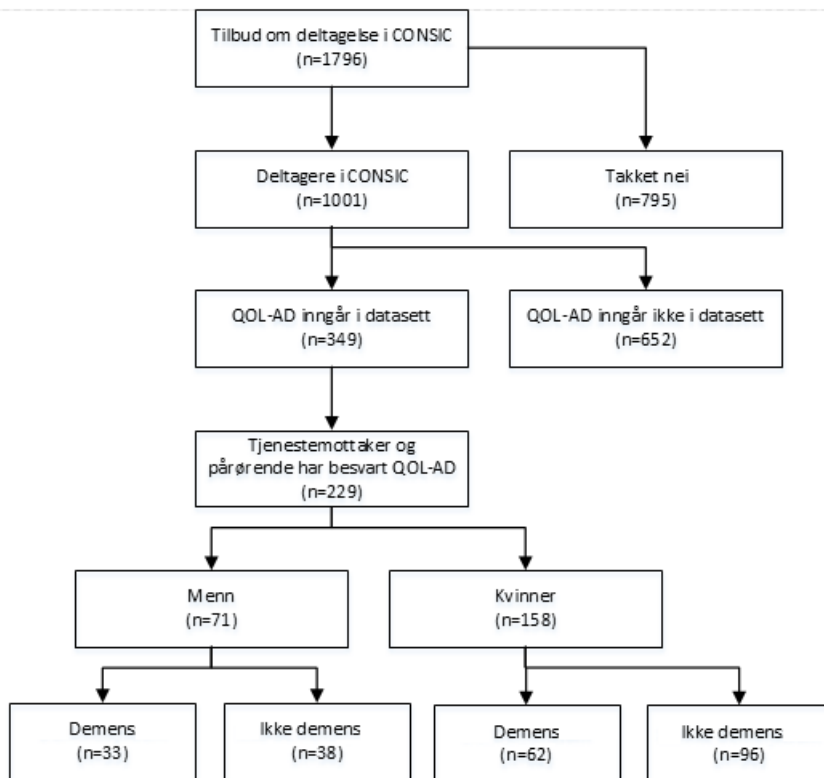 Tilbud om deltagelse i CONSIC
(n=1796)
Deltagere i CONSIC
(n=1001)
Takket nei
(n=795)
QOL-AD inngår i datasett
(n=349)
QOL-AD inngår ikke i datasett
(n=652)
Tjenestemottaker og
pårørende har besvart QOL-AD
(n=229)
Menn
(n=71)
Kvinner
(n=158)
Demens
(n=33)
Ikke demens
(n=38)
Demens
(n=62)
Ikke demens
(n=96)